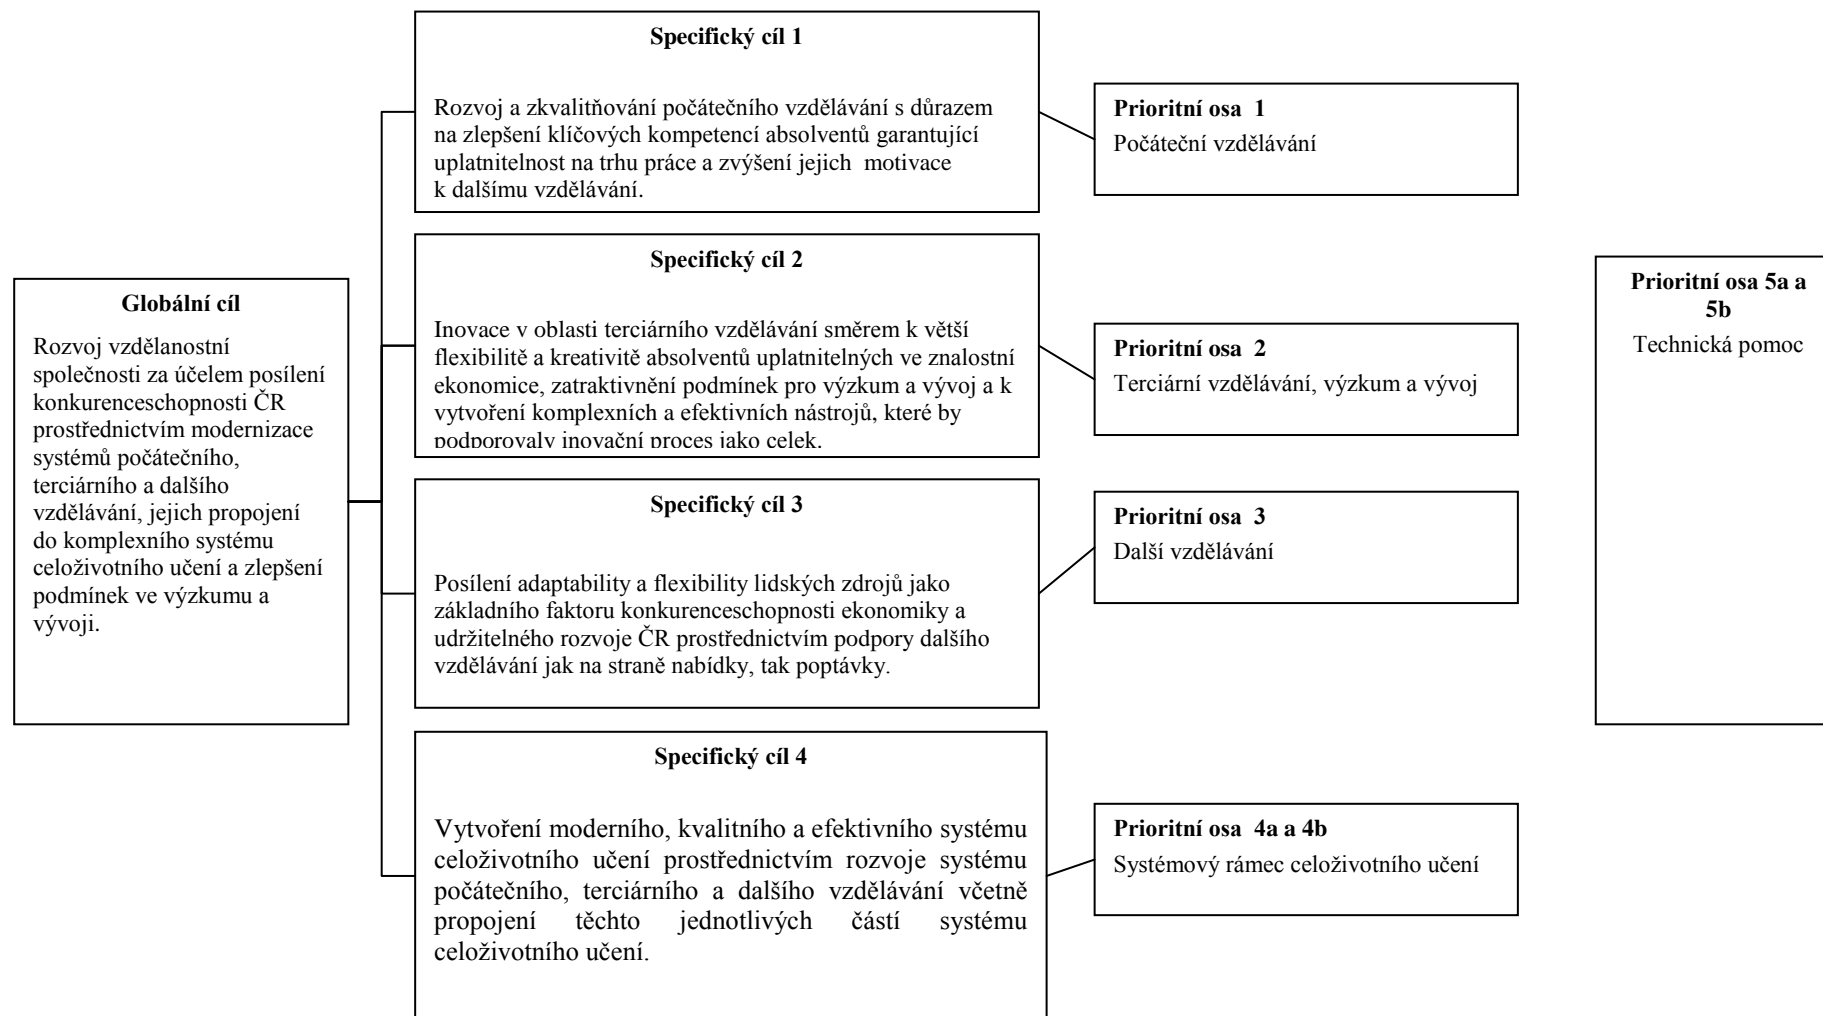 Globální cíl
Rozvoj vzdělanostní
společnosti za účelem posílení
konkurenceschopnosti ČR
prostřednictvím modernizace
systémů počátečního,
terciárního a dalšího
vzdělávání, jejich propojení
do komplexního systému
celoživotního učení a zlepšení
podmínek ve výzkumu a
vývoji.
Specifický cíl 1
Rozvoj a zkvalitňování počátečního vzdělávání s důrazem
na zlepšení klíčových kompetencí absolventů garantující
uplatnitelnost na trhu práce a zvýšení jejich motivace
k dalšímu vzdělávání.
Prioritní osa 1
Počáteční vzdělávání
Specifický cíl 2
Inovace v oblasti terciárního vzdělávání směrem k větší
flexibilitě a kreativitě absolventů uplatnitelných ve znalostní
ekonomice, zatraktivnění podmínek pro výzkum a vývoj a k
vytvoření komplexních a efektivních nástrojů, které by
podporovaly inovační proces jako celek.
Prioritní osa 2
Terciární vzdělávání, výzkum a vývoj
Specifický cíl 3
Posílení adaptability a flexibility lidských zdrojů jako
základního faktoru konkurenceschopnosti ekonomiky a
udržitelného rozvoje ČR prostřednictvím podpory dalšího
vzdělávání jak na straně nabídky, tak poptávky.
Prioritní osa 3
Další vzdělávání
Specifický cíl 4
Vytvoření moderního, kvalitního a efektivního systému
celoživotního učení prostřednictvím rozvoje systému
počátečního, terciárního a dalšího vzdělávání včetně
propojení těchto jednotlivých částí systému
celoživotního učení.
Prioritní osa 4a a 4b
Systémový rámec celoživotního učení
Prioritní osa 5a a
5b
Technická pomoc